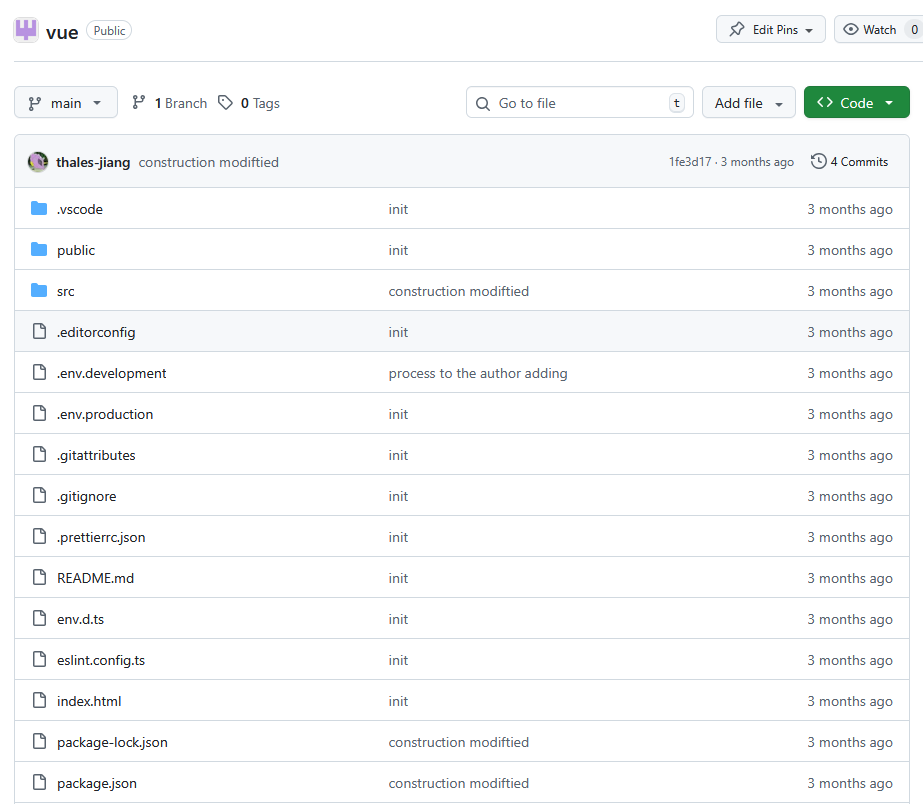 vue Public Edit Pins Watch 0
main 1 Branch 0 Tags Go to file t Add file Code
thales-jiang construction modiftied 1fe3d17 · 3 months ago 4 Commits
.vscode init 3 months ago
public init 3 months ago
src construction modiftied 3 months ago
.editorconfig init 3 months ago
.env.development process to the author adding 3 months ago
.env.production init 3 months ago
.gitattributes init 3 months ago
.gitignore init 3 months ago
.prettierrc.json init 3 months ago
README.md init 3 months ago
env.d.ts init 3 months ago
eslint.config.ts init 3 months ago
index.html init 3 months ago
package-lock.json construction modiftied 3 months ago
package.json construction modiftied 3 months ago